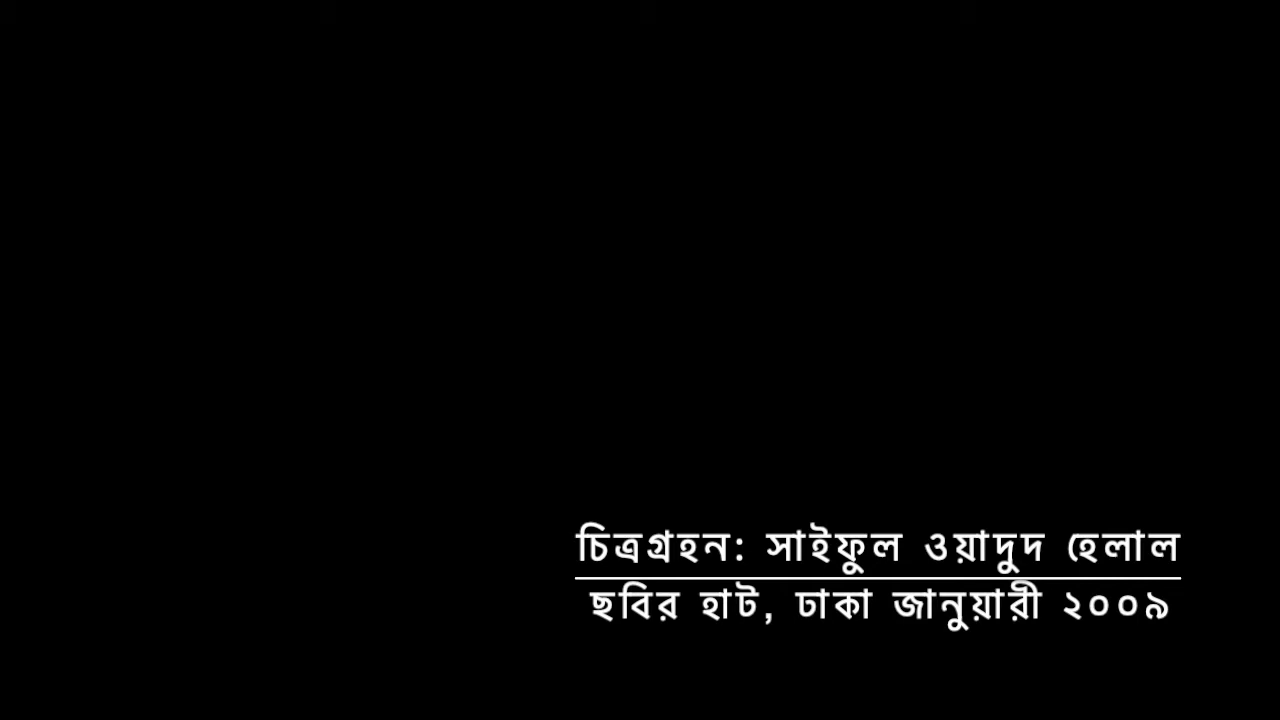 চিত্রগ্রহন: সাইফুল ওয়াদুদ হেলাল
ছবির হাট, ঢাকা জানুয়ারী ২০০৯